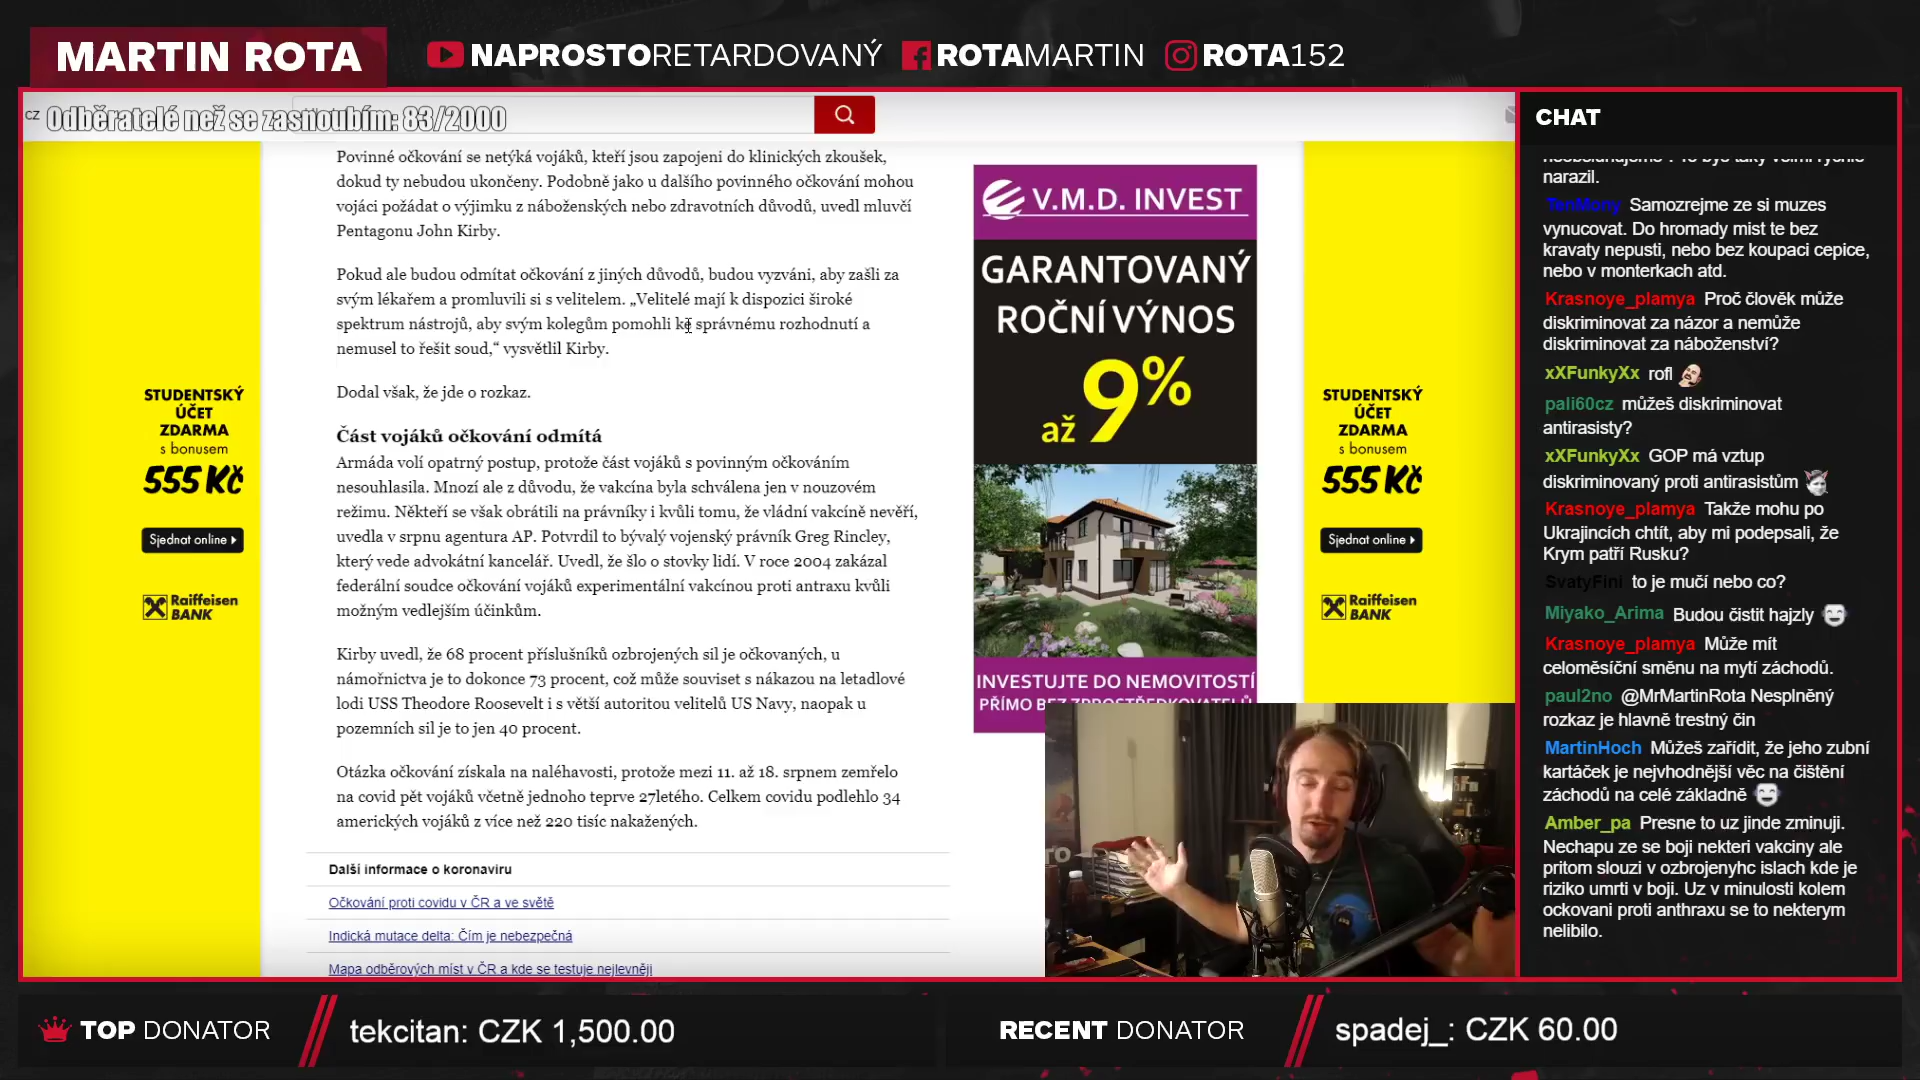 MARTIN ROTA
NAPROSTORETARDOVANÝ
ROTAMARTIN
ROTA152
cz
Odběratelé než se zasnoubím: 83/2000
Povinné očkování se netýká vojáků, kteří jsou zapojeni do klinických zkoušek,
dokud ty nebudou ukončeny. Podobně jako u dalšího povinného očkování mohou
vojáci požádat o výjimku z náboženských nebo zdravotních důvodů, uvedl mluvčí
Pentagonu John Kirby.
Pokud ale budou odmítat očkování z jiných důvodů, budou vyzváni, aby zašli za
svým lékařem a promluvili si s velitelem. „Velitelé mají k dispozici široké
spektrum nástrojů, aby svým kolegům pomohli ke správnému rozhodnutí a
nemusel to řešit soud,“ vysvětlil Kirby.
Dodal však, že jde o rozkaz.
Část vojáků očkování odmítá
Armáda volí opatrný postup, protože část vojáků s povinným očkováním
nesouhlasila. Mnozí ale z důvodu, že vakcína byla schválena jen v nouzovém
režimu. Někteří se však obrátili na právníky i kvůli tomu, že vládní vakcíně nevěří,
uvedla v srpnu agentura AP. Potvrdil to bývalý vojenský právník Greg Rincley,
který vede advokátní kancelář. Uvedl, že šlo o stovky lidí. V roce 2004 zakázal
federální soudce očkování vojáků experimentální vakcínou proti antraxu kvůli
možným vedlejším účinkům.
Kirby uvedl, že 68 procent příslušníků ozbrojených sil je očkovaných, u
námořnictva je to dokonce 73 procent, což může souviset s nákazou na letadlové
lodi USS Theodore Roosevelt i s větší autoritou velitelů US Navy, naopak u
pozemních sil je to jen 40 procent.
Otázka očkování získala na naléhavosti, protože mezi 11. až 18. srpnem zemřelo
na covid pět vojáků včetně jednoho teprve 27letého. Celkem covidu podlehlo 34
amerických vojáků z více než 220 tisíc nakažených.
Další informace o koronaviru
Očkování proti covidu v ČR a ve světě
Indická mutace delta: Čím je nebezpečná
Mapa odběrových míst v ČR a kde se testuje nejlevněji
STUDENTSKÝ
ÚČET
ZDARMA
s bonusem
555 KČ
Sjednat online
Raiffeisen
BANK
V.M.D. INVEST
GARANTOVANÝ
ROČNÍ VÝNOS
až 9%
INVESTUJTE DO NEMOVITOSTÍ
PŘÍMO BEZ ZPROSTŘEDKOVATELŮ
STUDENTSKÝ
ÚČET
ZDARMA
s bonusem
555 KČ
Sjednat online
Raiffeisen
BANK
CHAT
narazil.
TenMony Samozrejme ze si muzes
vynucovat. Do hromady mist te bez
kravaty nepusti, nebo bez koupaci cepice,
nebo v monterkach atd.
Krasnoye_plamya Proč člověk může
diskriminovat za názor a nemůže
diskriminovat za náboženství?
xXFunkyXx rofl
pali60cz můžeš diskriminovat
antirasisty?
xXFunkyXx GOP má vztup
diskriminovaný proti antirasistům
Krasnoye_plamya Takže mohu po
Ukrajincích chtít, aby mi podepsali, že
Krym patří Rusku?
SvatyFini to je mučí nebo co?
Miyako_Arima Budou čistit hajzly
Krasnoye_plamya Může mít
celoměsíční směnu na mytí záchodů.
paul2no @MrMartinRota Nesplněný
rozkaz je hlavně trestný čin
MartinHoch Můžeš zařídit, že jeho zubní
kartáček je nejvhodnější věc na čištění
záchodů na celé základně
Amber_pa Presne to uz jinde zminuji.
Nechapu ze se boji nekteri vakciny ale
pritom slouzi v ozbrojenyhc islach kde je
riziko umrti v boji. Uz v minulosti kolem
ockovani proti anthraxu se to nekterym
nelibilo.
TOP DONATOR
tekcitan: CZK 1,500.00
RECENT DONATOR
spadej_: CZK 60.00